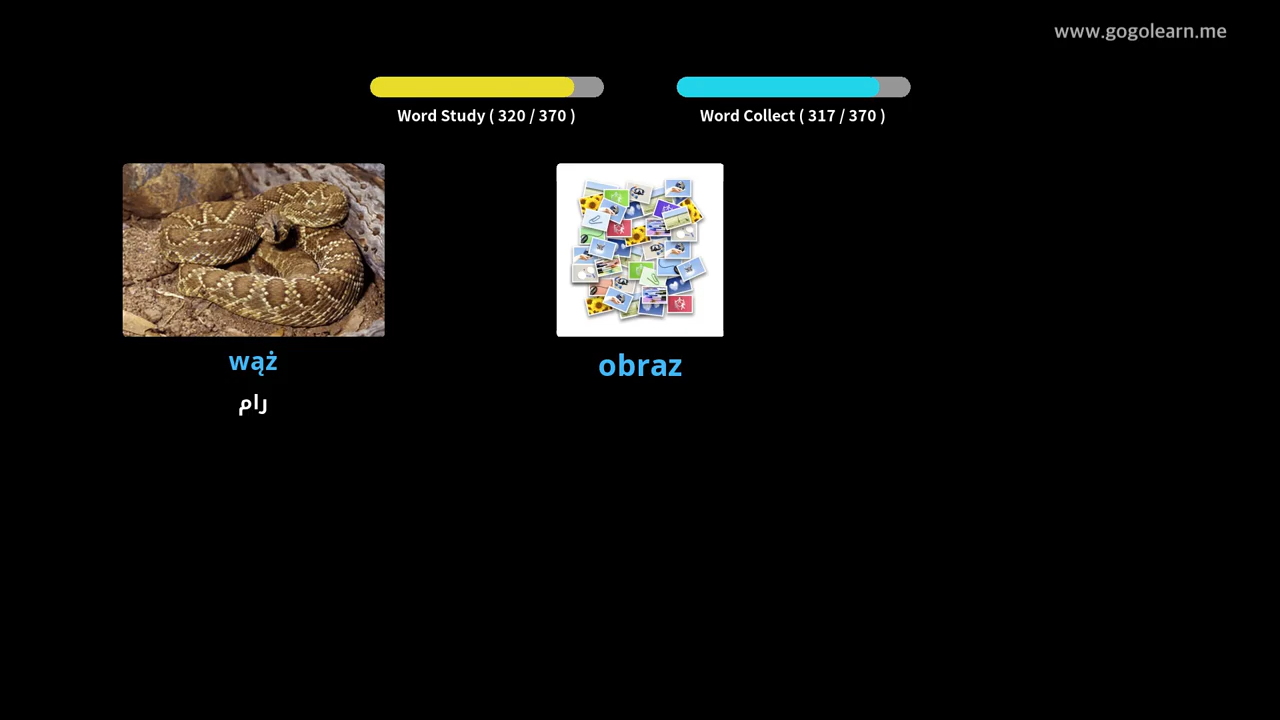 www.gogolearn.me
Word Study ( 320 / 370 )
Word Collect ( 317 / 370 )
wąż
obraz
رام